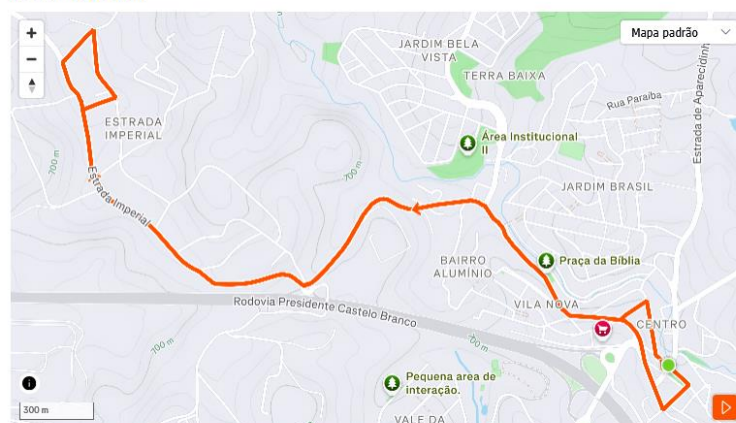 +
Mapa padrão
−
JARDIM BELA
VISTA
TERRA BAIXA
Rua Paraíba
Estrada de Aparecidinh
ESTRADA
IMPERIAL
Área Institucional
II
700 m
700 m
Estrada Imperial
JARDIM BRASIL
BAIRRO
ALUMÍNIO
Praça da Bíblia
VILA NOVA
Rodovia Presidente Castelo Branco
CENTRO
700 m
700 m
i
Pequena area de
interação.
300 m
VALE DA